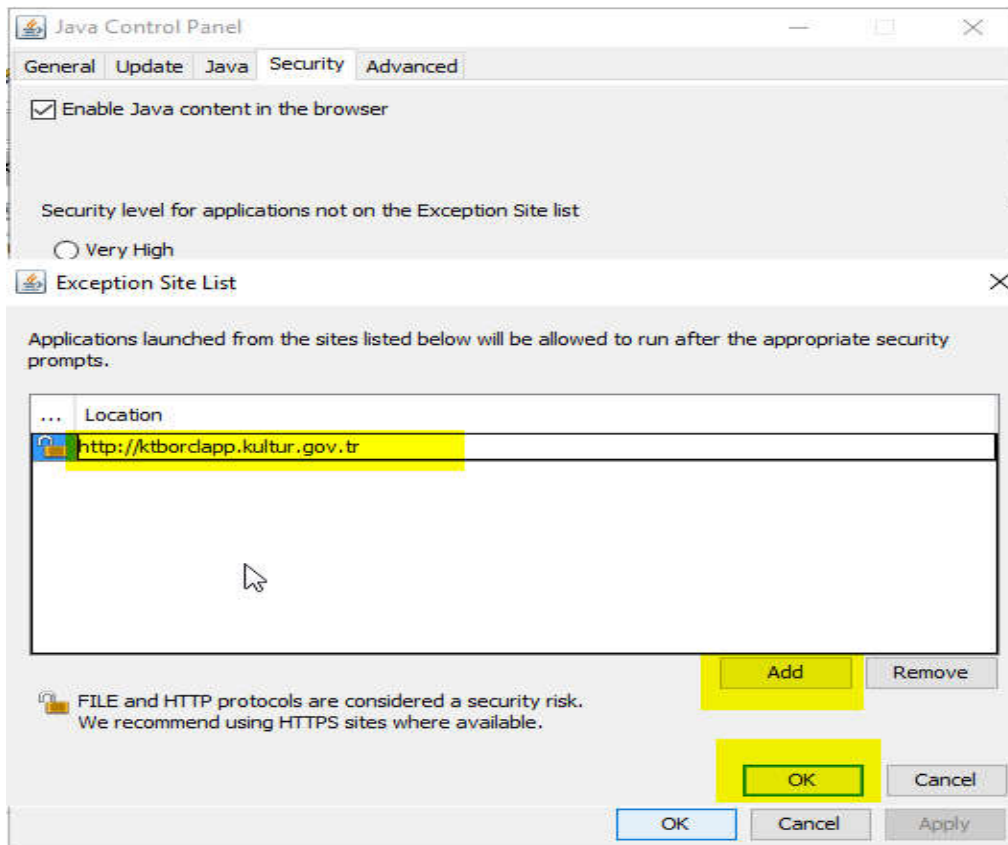 Java Control Panel
General Update Java Security Advanced
Enable Java content in the browser
Security level for applications not on the Exception Site list
Very High
Exception Site List
Applications launched from the sites listed below will be allowed to run after the appropriate security
prompts.
... Location
http://ktborclapp.kultur.gov.tr
Add Remove
FILE and HTTP protocols are considered a security risk.
We recommend using HTTPS sites where available.
OK Cancel
OK Cancel Apply